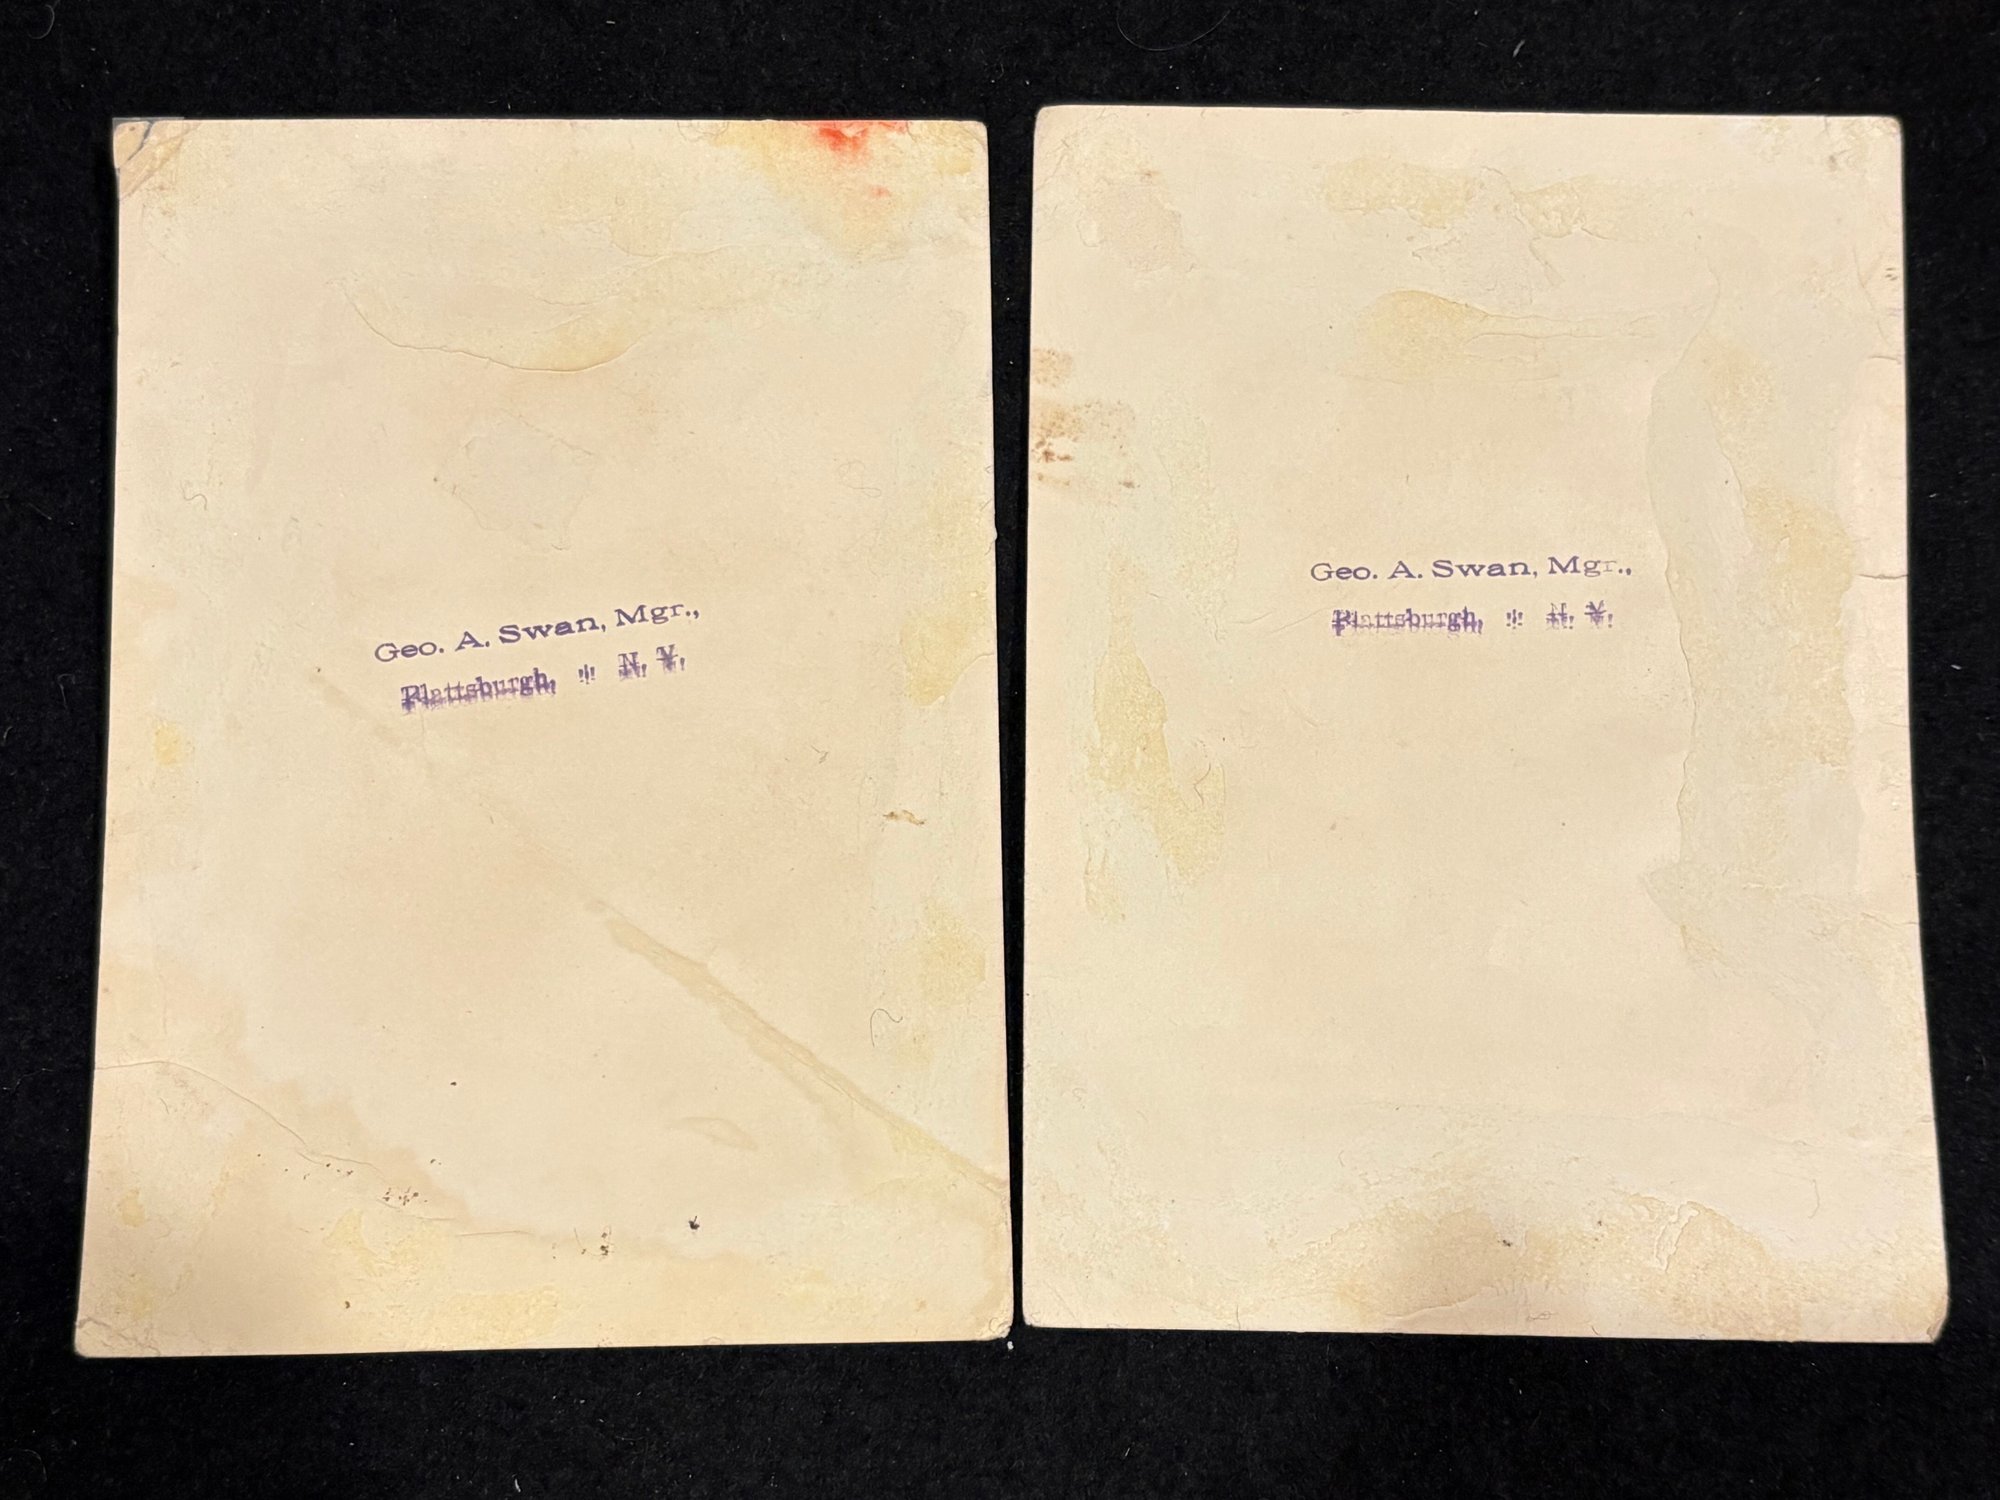 Geo. A. Swan, Mgr.,
Plattsburgh, N. Y.
Geo. A. Swan, Mgr.,
Plattsburgh, N. Y.